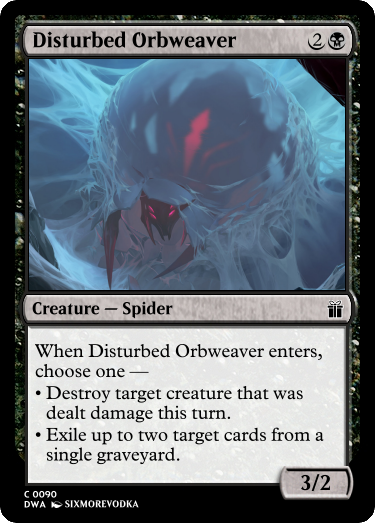 Disturbed Orbweaver 2
Creature — Spider
When Disturbed Orbweaver enters,
choose one —
• Destroy target creature that was
dealt damage this turn.
• Exile up to two target cards from a
single graveyard.
3/2
C 0090
DWA SIXMOREVODKA